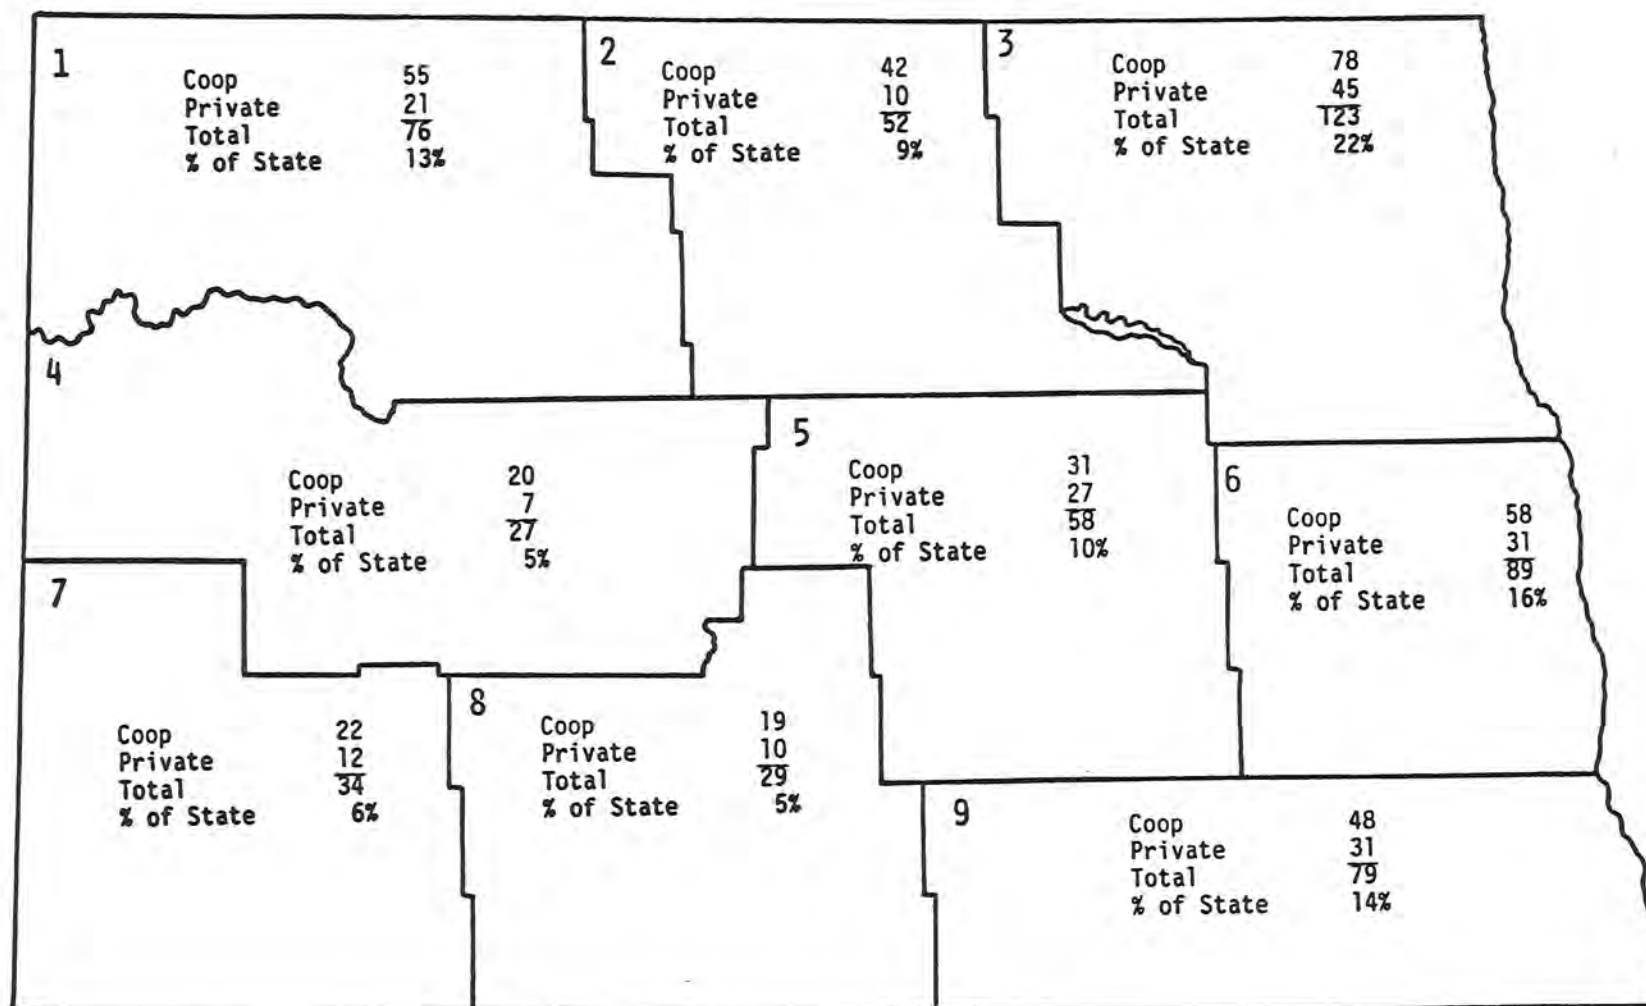 1
Coop 55
Private 21
Total 76
% of State 13%
2
Coop 42
Private 10
Total 52
% of State 9%
3
Coop 78
Private 45
Total 123
% of State 22%
4
Coop 20
Private 7
Total 27
% of State 5%
5
Coop 31
Private 27
Total 58
% of State 10%
6
Coop 58
Private 31
Total 89
% of State 16%
7
Coop 22
Private 12
Total 34
% of State 6%
8
Coop 19
Private 10
Total 29
% of State 5%
9
Coop 48
Private 31
Total 79
% of State 14%